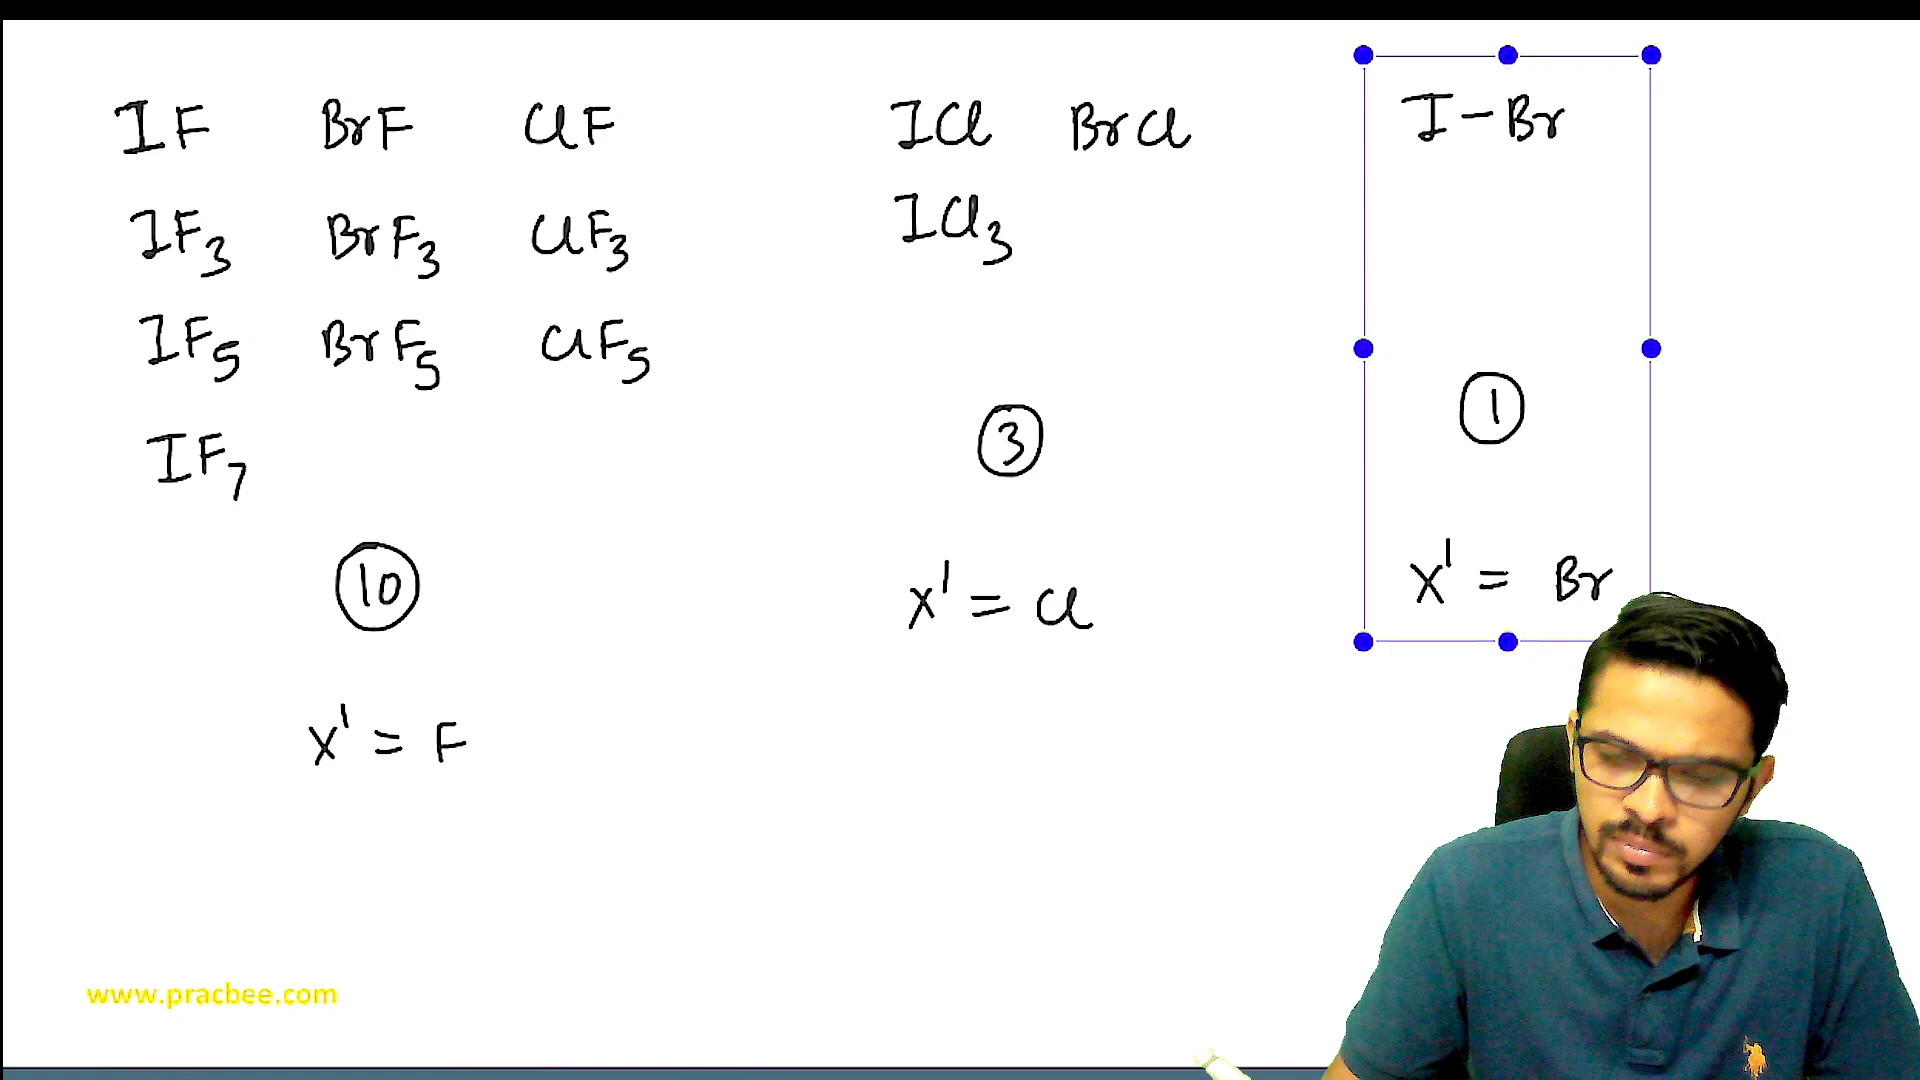 IF BrF ClF
IF3 BrF3 ClF3
IF5 BrF5 ClF5
IF7
10
X' = F
ICl BrCl
ICl3
3
X' = Cl
I-Br
1
X' = Br
www.pracbee.com